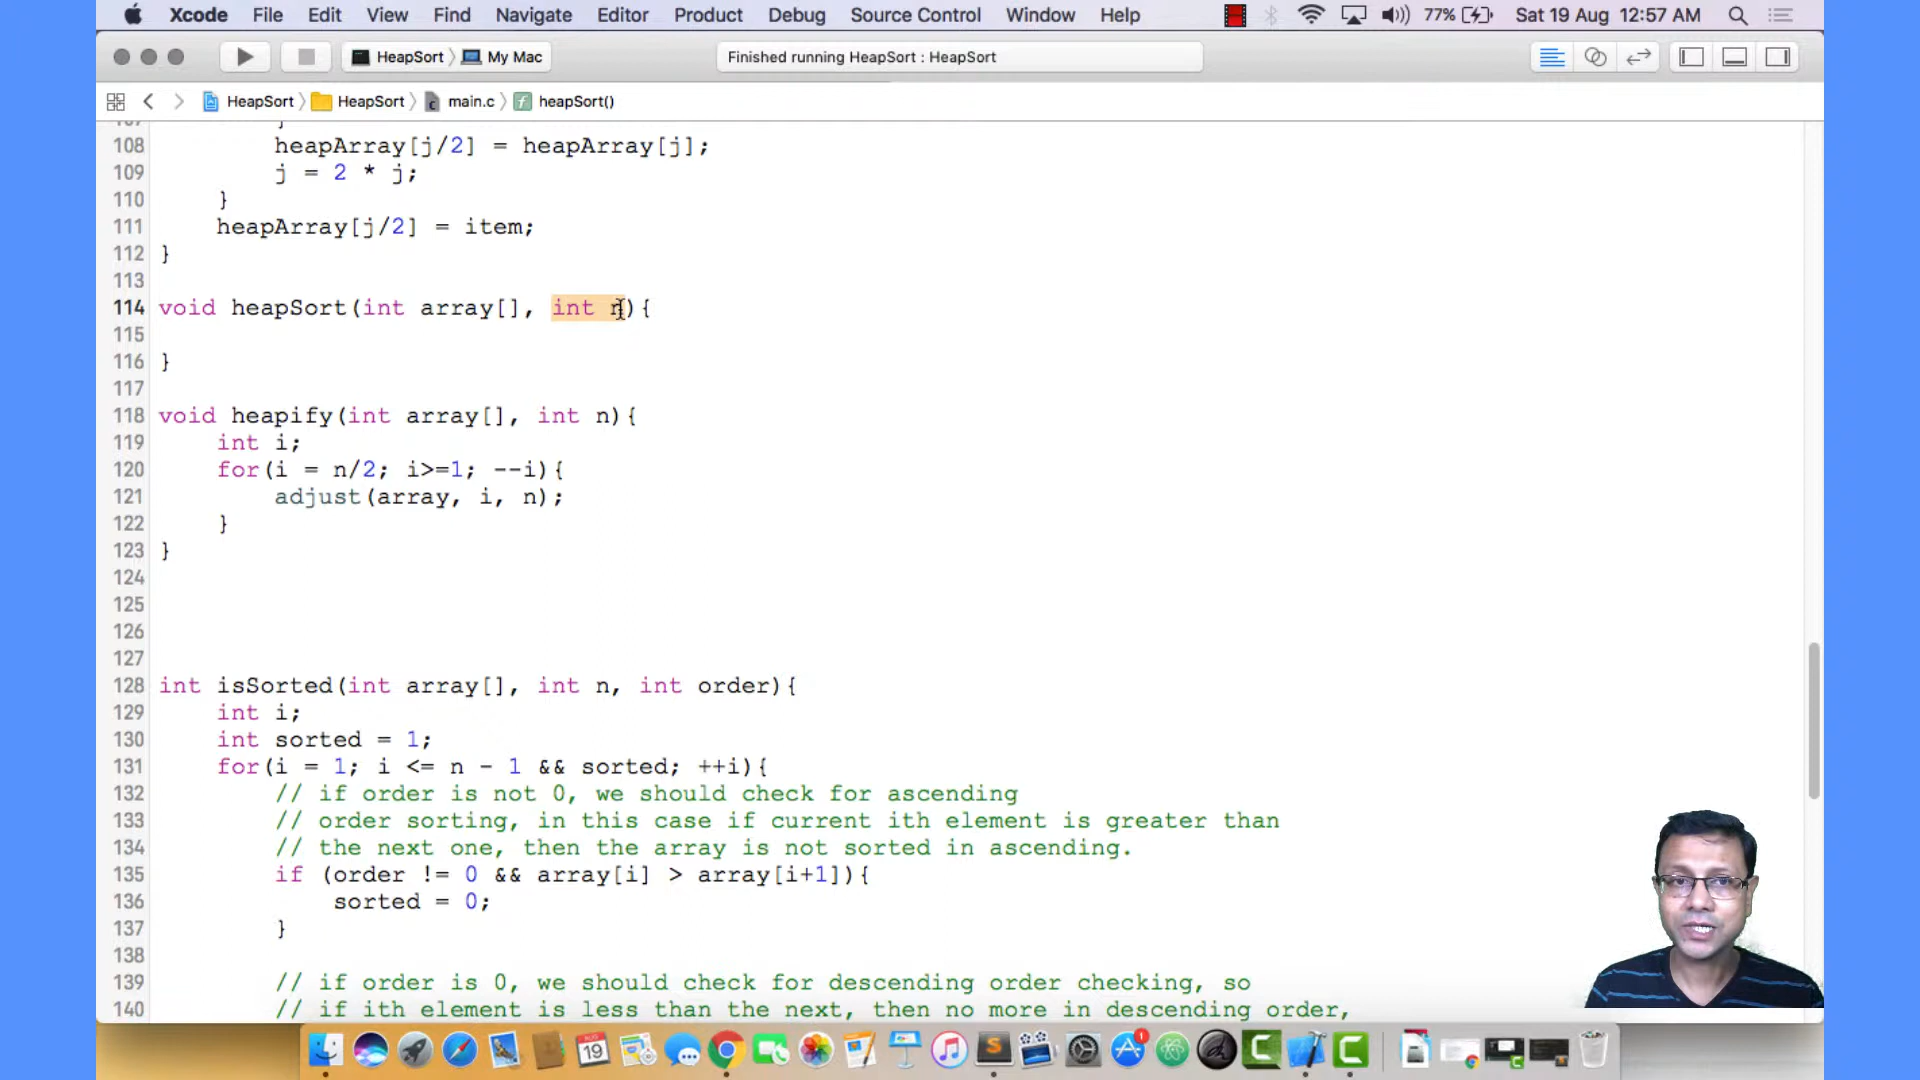 Xcode File Edit View Find Navigate Editor Product Debug Source Control Window Help 77% Sat 19 Aug 12:57 AM
HeapSort My Mac Finished running HeapSort : HeapSort
HeapSort HeapSort main.c heapSort()
108 heapArray[j/2] = heapArray[j];
109 j = 2 * j;
110 }
111 heapArray[j/2] = item;
112 }
113
114 void heapSort(int array[], int n){
115
116 }
117
118 void heapify(int array[], int n){
119 int i;
120 for(i = n/2; i>=1; --i){
121 adjust(array, i, n);
122 }
123 }
124
125
126
127
128 int isSorted(int array[], int n, int order){
129 int i;
130 int sorted = 1;
131 for(i = 1; i <= n - 1 && sorted; ++i){
132 // if order is not 0, we should check for ascending
133 // order sorting, in this case if current ith element is greater than
134 // the next one, then the array is not sorted in ascending.
135 if (order != 0 && array[i] > array[i+1]){
136 sorted = 0;
137 }
138
139 // if order is 0, we should check for descending order checking, so
140 // if ith element is less than the next, then no more in descending order,
19
1